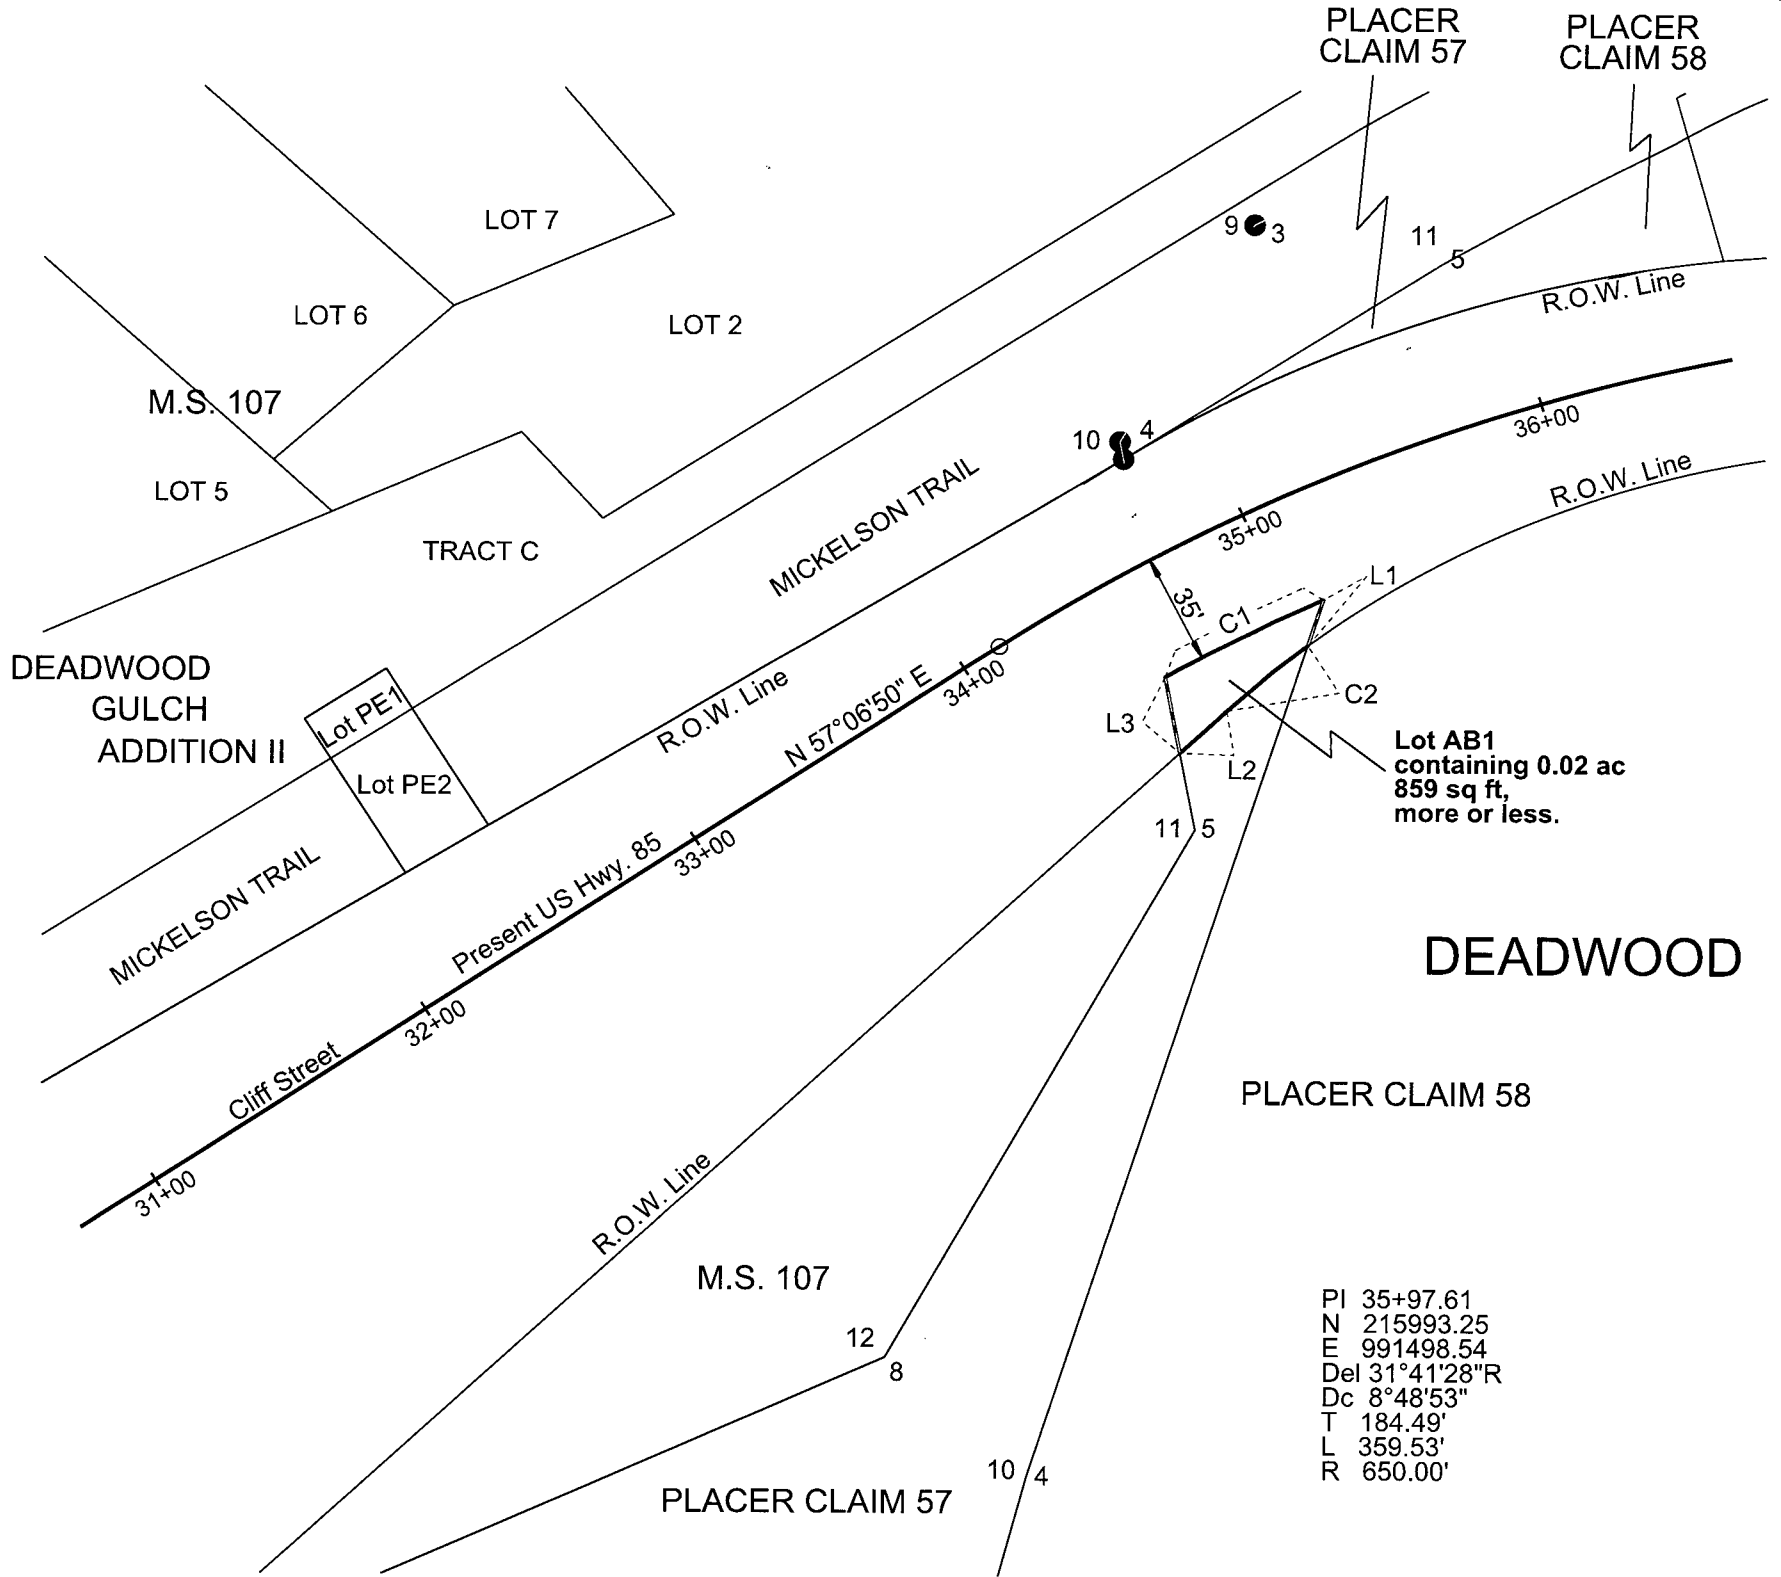 PLACER
CLAIM 57
PLACER
CLAIM 58
LOT 7
9
3
11
5
LOT 6
LOT 2
R.O.W. Line
M.S. 107
10
4
36+00
LOT 5
R.O.W. Line
MICKELSON TRAIL
35+00
TRACT C
35'
L1
C1
DEADWOOD
GULCH
ADDITION II
Lot PE1
Lot PE2
R.O.W. Line
N 57°06'50" E
34+00
L3
C2
L2
Lot AB1
containing 0.02 ac
859 sq ft,
more or less.
11
5
33+00
Present US Hwy. 85
MICKELSON TRAIL
DEADWOOD
32+00
Cliff Street
PLACER CLAIM 58
31+00
R.O.W. Line
M.S. 107
12
8
PI 35+97.61
N 215993.25
E 991498.54
Del 31°41'28"R
Dc 8°48'53"
T 184.49'
L 359.53'
R 650.00'
10
4
PLACER CLAIM 57